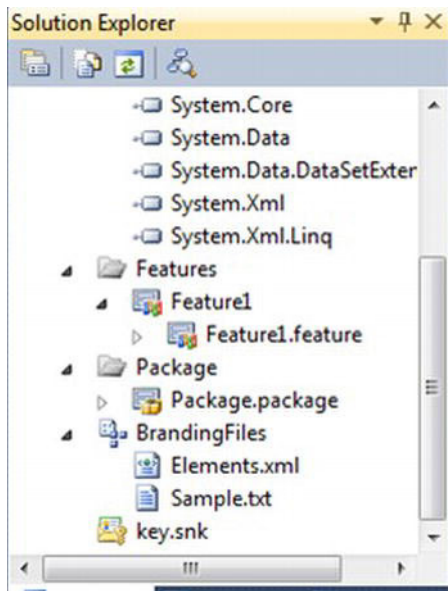 Solution Explorer
System.Core
System.Data
System.Data.DataSetExter
System.Xml
System.Xml.Linq
Features
Feature1
Feature1.feature
Package
Package.package
BrandingFiles
Elements.xml
Sample.txt
key.snk